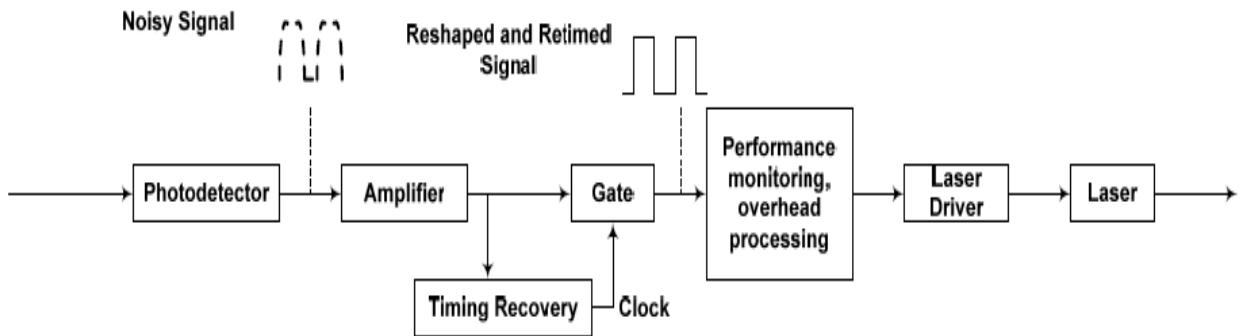 Noisy Signal
Reshaped and Retimed
Signal
Photodetector
Amplifier
Gate
Performance
monitoring,
overhead
processing
Laser
Driver
Laser
Timing Recovery
Clock